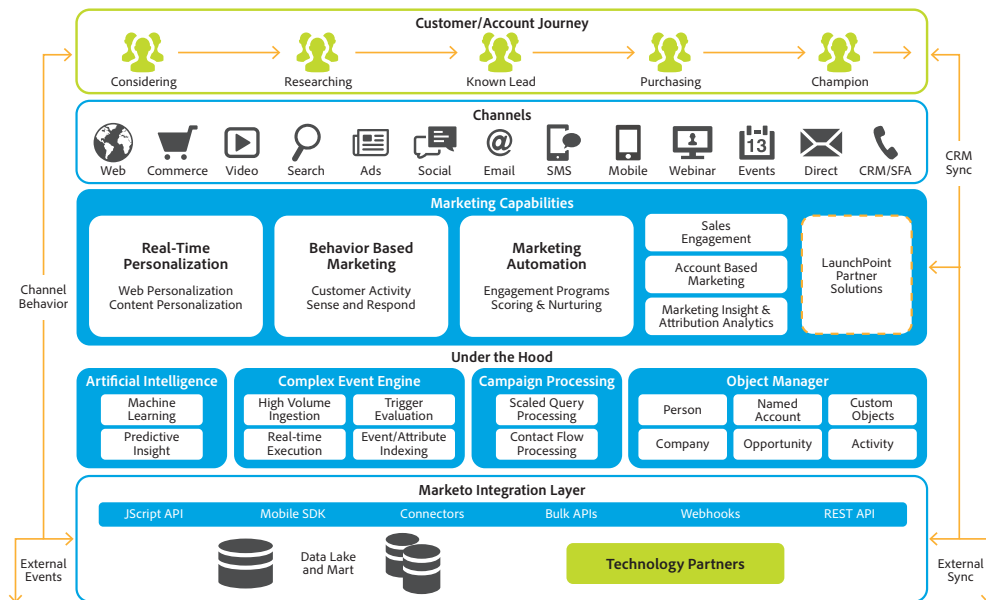 Customer/Account Journey
Considering
Researching
Known Lead
Purchasing
Champion
Channels
13
@
Web
Commerce
Video
Search
Ads
Social
Email
SMS
Mobile
Webinar
Events
Direct
CRM/SFA
CRM
Sync
Channel
Behavior
Marketing Capabilities
Real-Time
Personalization
Web Personalization
Content Personalization
Behavior Based
Marketing
Customer Activity
Sense and Respond
Marketing
Automation
Engagement Programs
Scoring & Nurturing
Sales
Engagement
Account Based
Marketing
Marketing Insight &
Attribution Analytics
LaunchPoint
Partner
Solutions
Under the Hood
Artificial Intelligence
Machine
Learning
Predictive
Insight
Complex Event Engine
High Volume
Ingestion
Trigger
Evaluation
Real-time
Execution
Event/Attribute
Indexing
Campaign Processing
Scaled Query
Processing
Contact Flow
Processing
Object Manager
Person
Named
Account
Custom
Objects
Company
Opportunity
Activity
Marketo Integration Layer
JScript API
Mobile SDK
Connectors
Bulk APIs
Webhooks
REST API
Data Lake
and Mart
Technology Partners
External
Events
External
Sync